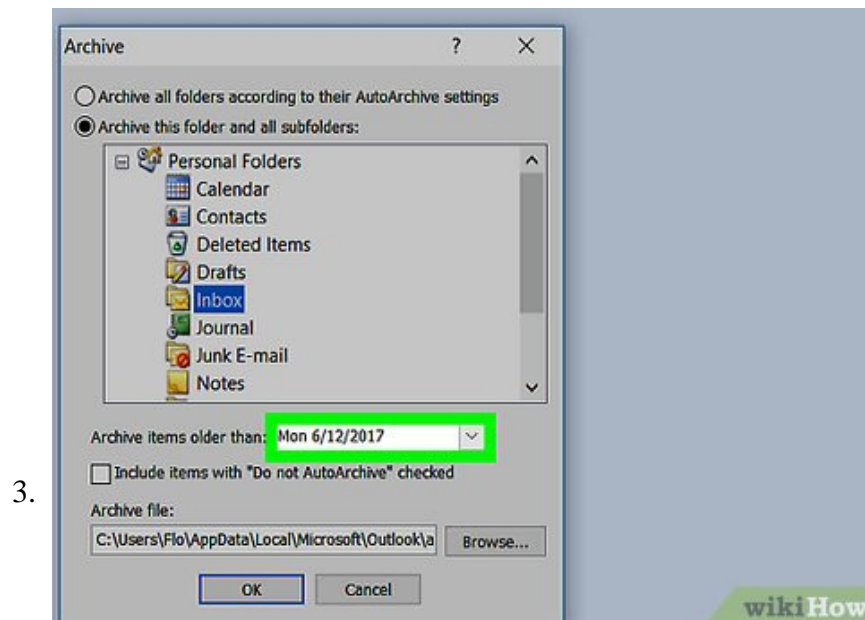 Archive ?
Archive all folders according to their AutoArchive settings
Archive this folder and all subfolders:
Personal Folders
Calendar
Contacts
Deleted Items
Drafts
Inbox
Journal
Junk E-mail
Notes
Archive items older than: Mon 6/12/2017
Include items with "Do not AutoArchive" checked
3.
Archive file:
C:\Users\Flo\AppData\Local\Microsoft\Outlook\a Browse...
OK Cancel
wikiHow